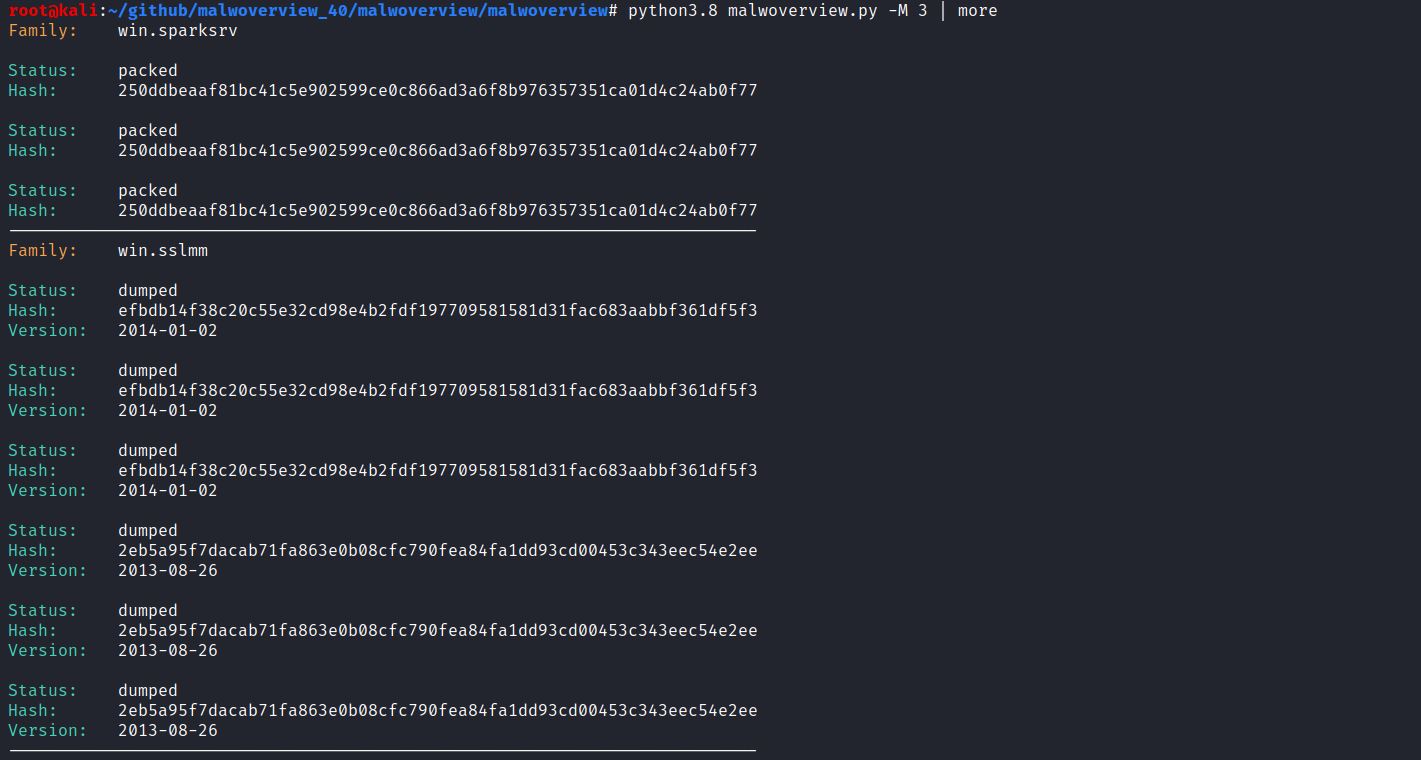 root@kali:~/github/malwoverview_40/malwoverview/malwoverview# python3.8 malwoverview.py -M 3 | more
Family: win.sparksrv
Status: packed
Hash: 250ddbeaaf81bc41c5e902599ce0c866ad3a6f8b976357351ca01d4c24ab0f77
Status: packed
Hash: 250ddbeaaf81bc41c5e902599ce0c866ad3a6f8b976357351ca01d4c24ab0f77
Status: packed
Hash: 250ddbeaaf81bc41c5e902599ce0c866ad3a6f8b976357351ca01d4c24ab0f77
Family: win.sslmm
Status: dumped
Hash: efbdb14f38c20c55e32cd98e4b2fdf197709581581d31fac683aabbf361df5f3
Version: 2014-01-02
Status: dumped
Hash: efbdb14f38c20c55e32cd98e4b2fdf197709581581d31fac683aabbf361df5f3
Version: 2014-01-02
Status: dumped
Hash: efbdb14f38c20c55e32cd98e4b2fdf197709581581d31fac683aabbf361df5f3
Version: 2014-01-02
Status: dumped
Hash: 2eb5a95f7dacab71fa863e0b08cfc790fea84fa1dd93cd00453c343eec54e2ee
Version: 2013-08-26
Status: dumped
Hash: 2eb5a95f7dacab71fa863e0b08cfc790fea84fa1dd93cd00453c343eec54e2ee
Version: 2013-08-26
Status: dumped
Hash: 2eb5a95f7dacab71fa863e0b08cfc790fea84fa1dd93cd00453c343eec54e2ee
Version: 2013-08-26